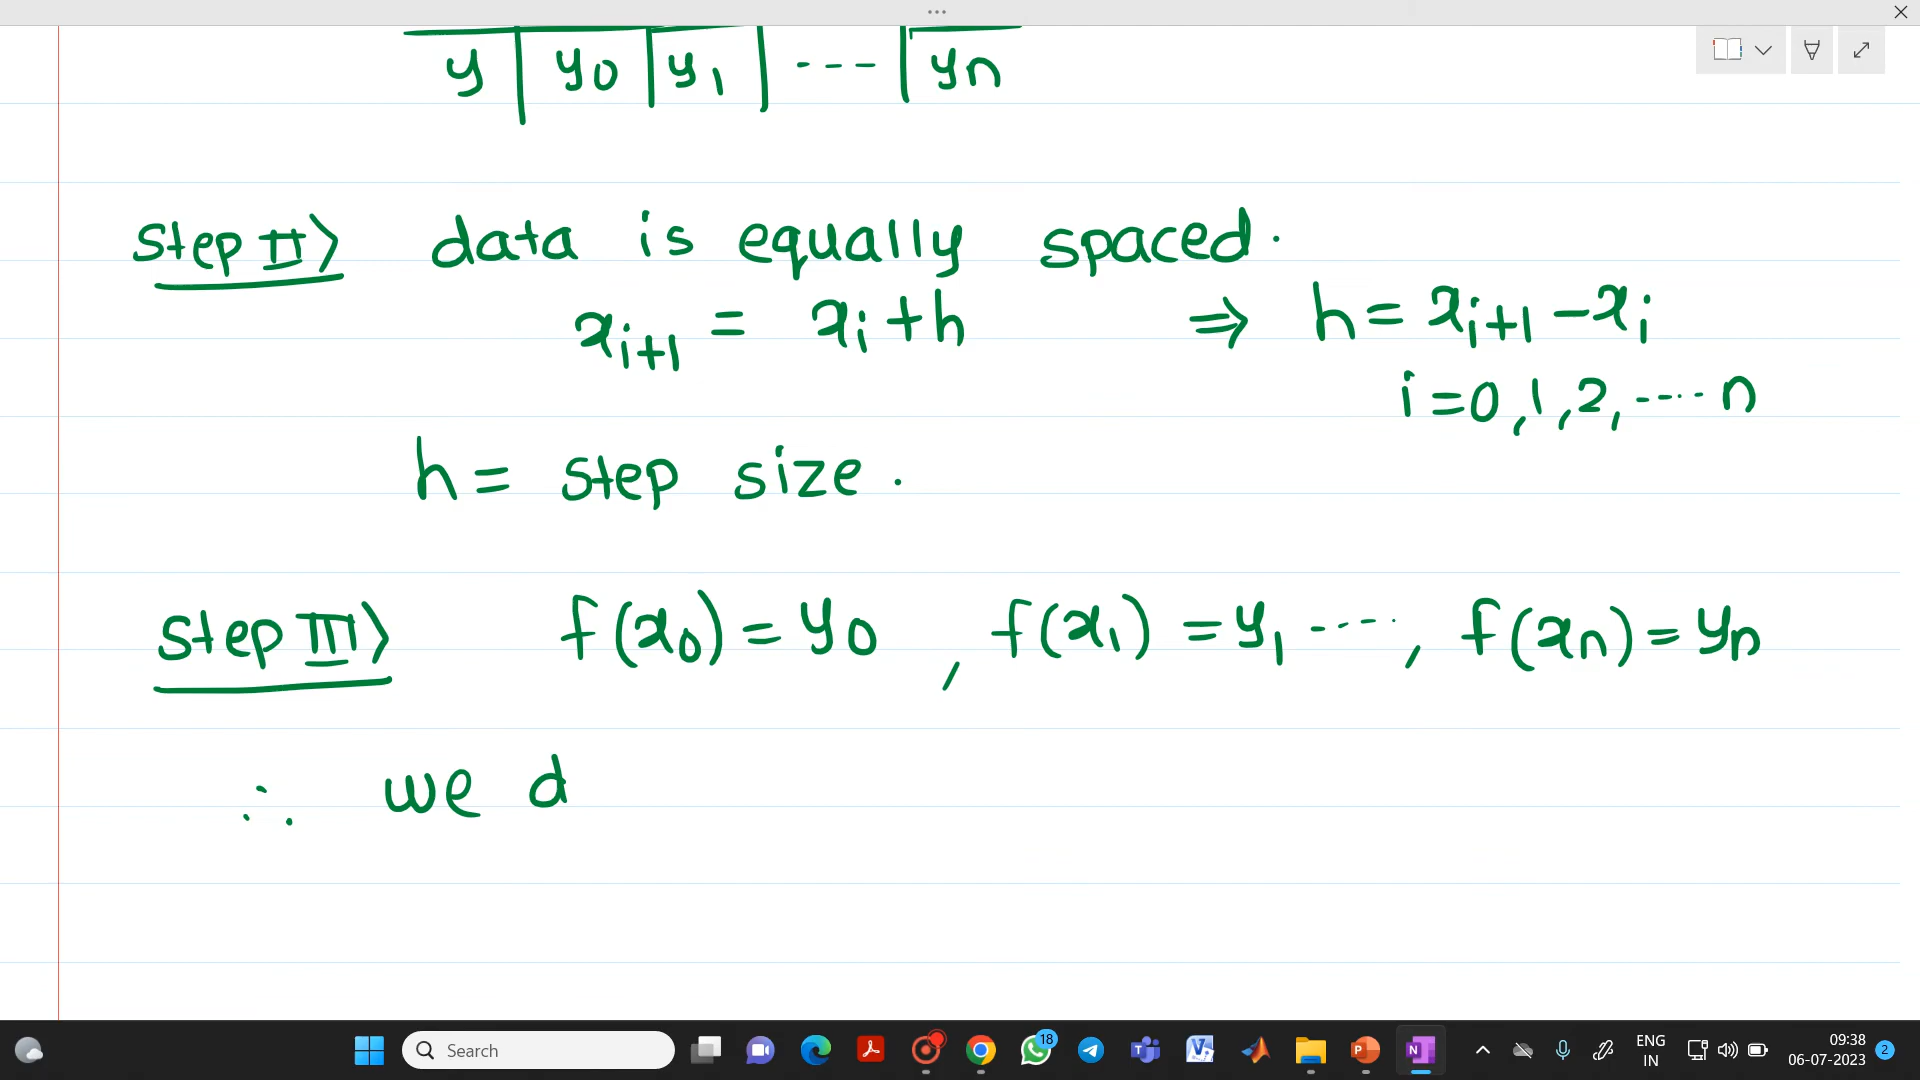 y | y0 | y1 | ---- | yn
step II> data is equally spaced.
xi+1 = xi+h ⇒ h = xi+1 - xi
i = 0, 1, 2, ---- n
h = step size.
step III> f(x0) = y0 , f(x1) = y1 ----, f(xn) = yn
∴ we d
Search
18
ENG
IN
09:38
06-07-2023
2